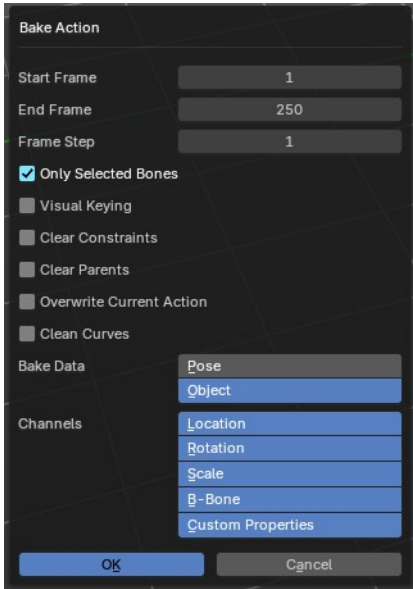 Bake Action
Start Frame 1
End Frame 250
Frame Step 1
Only Selected Bones
Visual Keying
Clear Constraints
Clear Parents
Overwrite Current Action
Clean Curves
Bake Data Pose
Object
Channels Location
Rotation
Scale
B-Bone
Custom Properties
OK Cancel